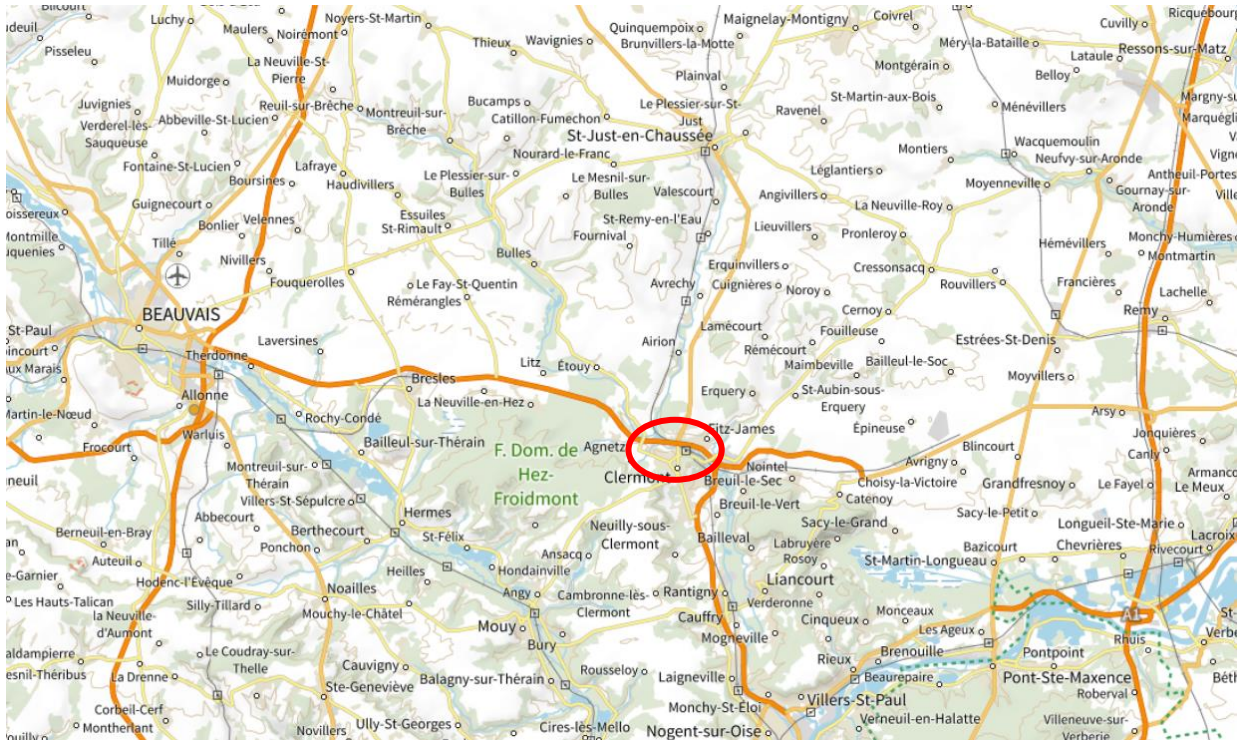 Luchy
Maulers
Noirémont
Noyers-St-Martin
Thieux
Wavignies
Quinquempoix
Brunvillers-la-Motte
Maignelay-Montigny
Coivrel
Cuvilly
Pisseleu
La Neuville-St-
Pierre
Muidorge
Plainval
Méry-la-Bataille
Lataule
Ressons-sur-Matz
Montgérain
Belloy
Juvignies
Abbeville-St-Lucien
Reuil-sur-Brèche
Montreuil-sur-
Brèche
Bucamps
Catillon-Fumechon
Le Plessier-sur-St-
Just
Ravenel
St-Martin-aux-Bois
Ménévillers
Verderel-lès-
Sauqueuse
St-Just-en-Chaussée
Wacquemoulin
Neufvy-sur-Aronde
Montiers
Fontaine-St-Lucien
Lafraye
Nourard-le-Franc
Léglantiers
Boursines
Haudivillers
Le Plessier-sur-
Bulles
Le Mesnil-sur-
Bulles
Valescourt
Angivillers
Moyenneville
Gournay-sur-
Aronde
Guignecourt
Velennes
Essuiles
St-Rimault
St-Remy-en-l'Eau
La Neuville-Roy
Bonlier
Tillé
Fournival
Lieuvillers
Pronleroy
Hémévillers
Monchy-Humières
Montmartin
Nivillers
Bulles
Erquinvillers
Cressonsacq
Fouquerolles
Le Fay-St-Quentin
Rémérangles
Avrechy
Cuignières
Noroy
Rouvillers
Francières
Lachelle
BEAUVAIS
Cernoy
Remy
St-Paul
Lamécourt
Fouilleuse
Laversines
Airion
Rémécourt
Estrées-St-Denis
Therdonne
Litz
Étouy
Maimbeville
Bailleul-le-Soc
Moyvillers
Bresles
La Neuville-en-Hez
Erquery
St-Aubin-sous-
Erquery
Allonne
Rochy-Condé
Arsy
Épineuse
Fitz-James
Warluis
Bailleul-sur-Thérain
Agnetz
Blincourt
Jonquières
Canly
Frocourt
F. Dom. de
Hez-
Froidmont
Montreuil-sur-
Thérain
Clermont
Nointel
Avrigny
Breuil-le-Sec
Choisy-la-Victoire
Grandfresnoy
Le Fayel
Le Meux
Catenoy
Villers-St-Sépulcre
Breuil-le-Vert
Abbecourt
Hermes
Neuilly-sous-
Clermont
Sacy-le-Grand
Sacy-le-Petit
Longueil-Ste-Marie
Berneuil-en-Bray
Berthecourt
St-Félix
Bailleval
Labruyère
Rosoy
Bazicourt
Chevrières
Rivecourt
Lacroix
Ponchon
Ansacq
St-Martin-Longueau
Auteuil
Hondainville
Liancourt
Hodenc-l'Évêque
Noailles
Heilles
Angy
Cambronne-lès-
Clermont
Rantigny
Verderonne
Les Hauts-Talican
Silly-Tillard
Mouchy-le-Châtel
Monceaux
la Neuville-
d'Aumont
Cauffry
Cinqueux
A1
Mouy
Mogneville
Les Ageux
Rhuis
Bury
Le Coudray-sur-
Thelle
Rieux
Brenouille
Pontpoint
Cauvigny
Rousseloy
La Drenne
Balagny-sur-Thérain
Laigneville
Beaurepaire
Pont-Ste-Maxence
Ste-Geneviève
Roberval
Villers-St-Paul
Corbeil-Cerf
Monchy-St-Éloi
Montherlant
Novillers
Ully-St-Georges
Cires-lès-Mello
Nogent-sur-Oise
Verneuil-en-Halatte
Villeneuve-sur-
Verberie